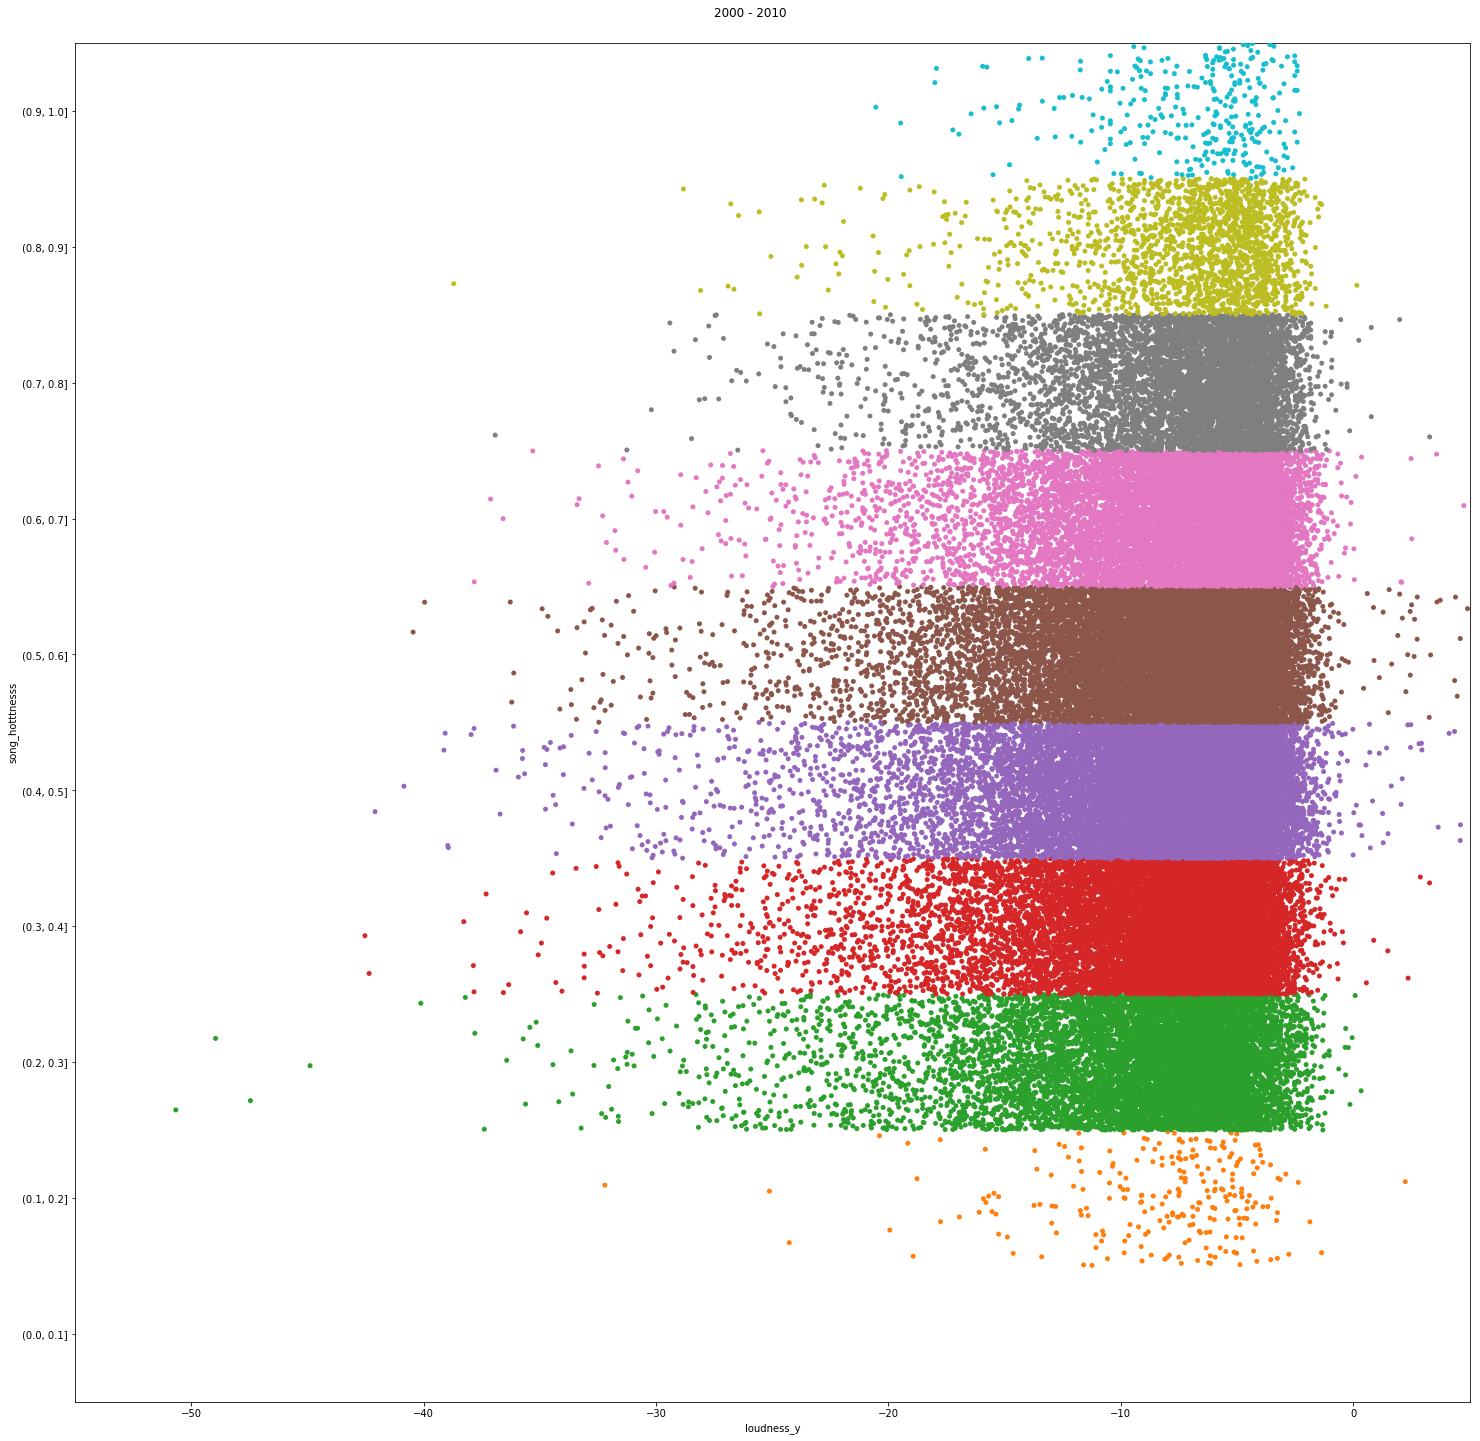 2000 - 2010
(0.9, 1.0]
(0.8, 0.9]
(0.7, 0.8]
(0.6, 0.7]
(0.5, 0.6]
(0.4, 0.5]
(0.3, 0.4]
(0.2, 0.3]
(0.1, 0.2]
(0.0, 0.1]
song_hotttnesss
−50 −40 −30 −20 −10 0
loudness_y